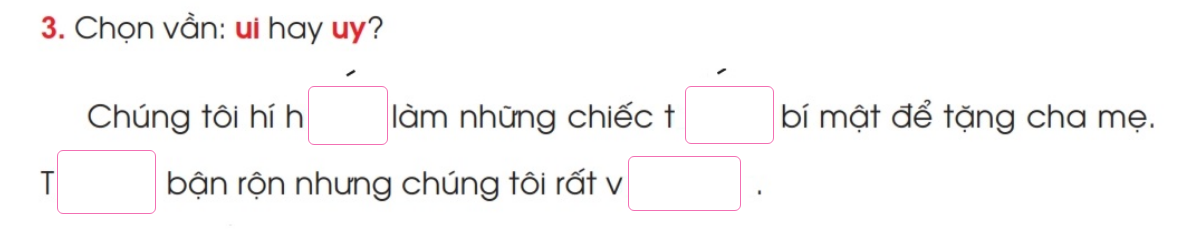 3. Chọn vần: ui hay uy?
Chúng tôi hí h ́ làm những chiếc t ́ bí mật để tặng cha mẹ.
T bận rộn nhưng chúng tôi rất v .